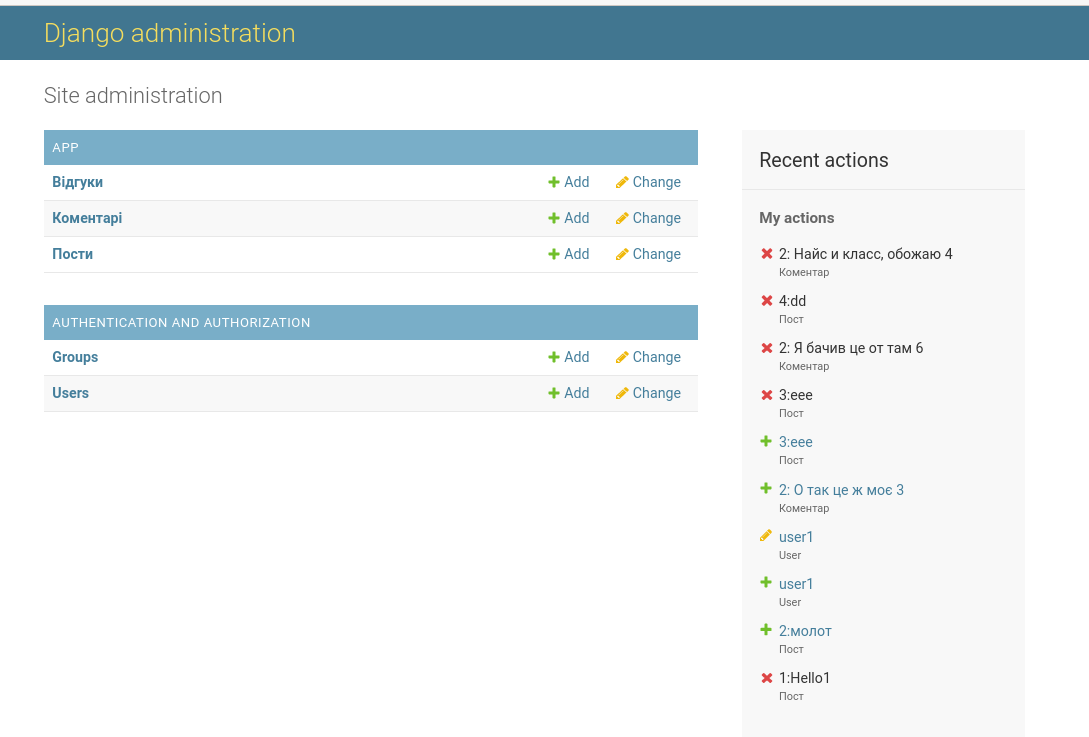 Django administration
Site administration
APP
Відгуки Add Change
Коментарі Add Change
Пости Add Change
AUTHENTICATION AND AUTHORIZATION
Groups Add Change
Users Add Change
Recent actions
My actions
2: Найс и класс, обожаю 4
Коментар
4:dd
Пост
2: Я бачив це от там 6
Коментар
3:eee
Пост
3:eee
Пост
2: О так це ж моє 3
Коментар
user1
User
user1
User
2:молот
Пост
1:Hello1
Пост